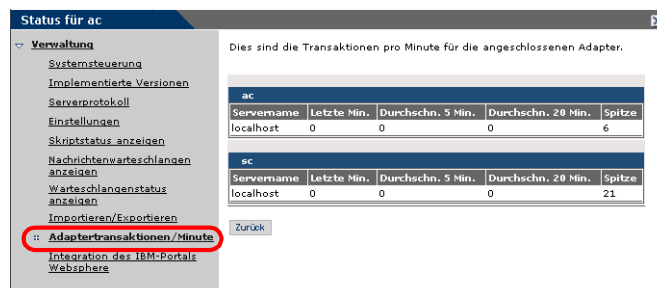 Status für ac
Verwaltung
Systemsteuerung
Implementierte Versionen
Serverprotokoll
Einstellungen
Skriptstatus anzeigen
Nachrichtenwarteschlangen
anzeigen
Warteschlangenstatus
anzeigen
Importieren/Exportieren
:: Adaptertransaktionen/Minute
Integration des IBM-Portals
Websphere
Dies sind die Transaktionen pro Minute für die angeschlossenen Adapter.
ac
Servername Letzte Min. Durchschn. 5 Min. Durchschn. 20 Min. Spitze
localhost 0 0 0 6
sc
Servername Letzte Min. Durchschn. 5 Min. Durchschn. 20 Min. Spitze
localhost 0 0 0 21
Zurück